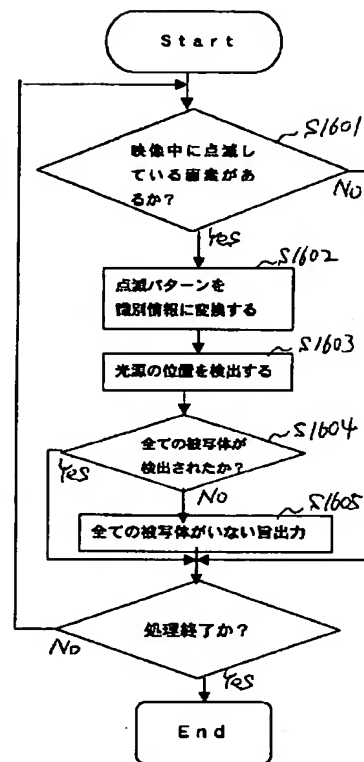 Start
S1601
映像中に点滅し
ている画素があ
るか？
No
Yes
S1602
点滅パターンを
識別情報に変換する
S1603
光源の位置を検出する
S1604
全ての被写体が
検出されたか？
Yes
No
S1605
全ての被写体がいない旨出力
処理終了か？
No
Yes
End